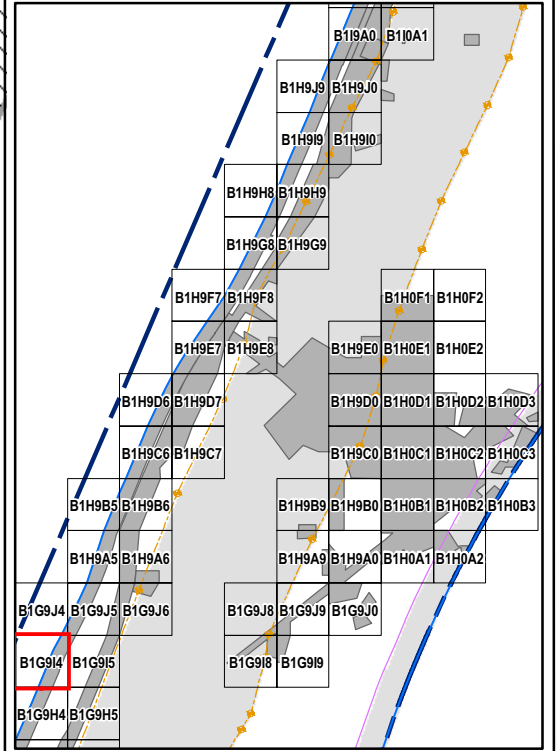 B1I9A0 B1I0A1
B1H9J9 B1H9J0
B1H9I9 B1H9I0
B1H9H8 B1H9H9
B1H9G8 B1H9G9
B1H9F7 B1H9F8 B1H0F1 B1H0F2
B1H9E7 B1H9E8 B1H9E0 B1H0E1 B1H0E2
B1H9D6 B1H9D7 B1H9D0 B1H0D1 B1H0D2 B1H0D3
B1H9C6 B1H9C7 B1H9C0 B1H0C1 B1H0C2 B1H0C3
B1H9B5 B1H9B6 B1H9B9 B1H9B0 B1H0B1 B1H0B2 B1H0B3
B1H9A5 B1H9A6 B1H9A9 B1H9A0 B1H0A1 B1H0A2
B1G9J4 B1G9J5 B1G9J6 B1G9J8 B1G9J9 B1G9J0
B1G9I4 B1G9I5 B1G9I8 B1G9I9
B1G9H4 B1G9H5